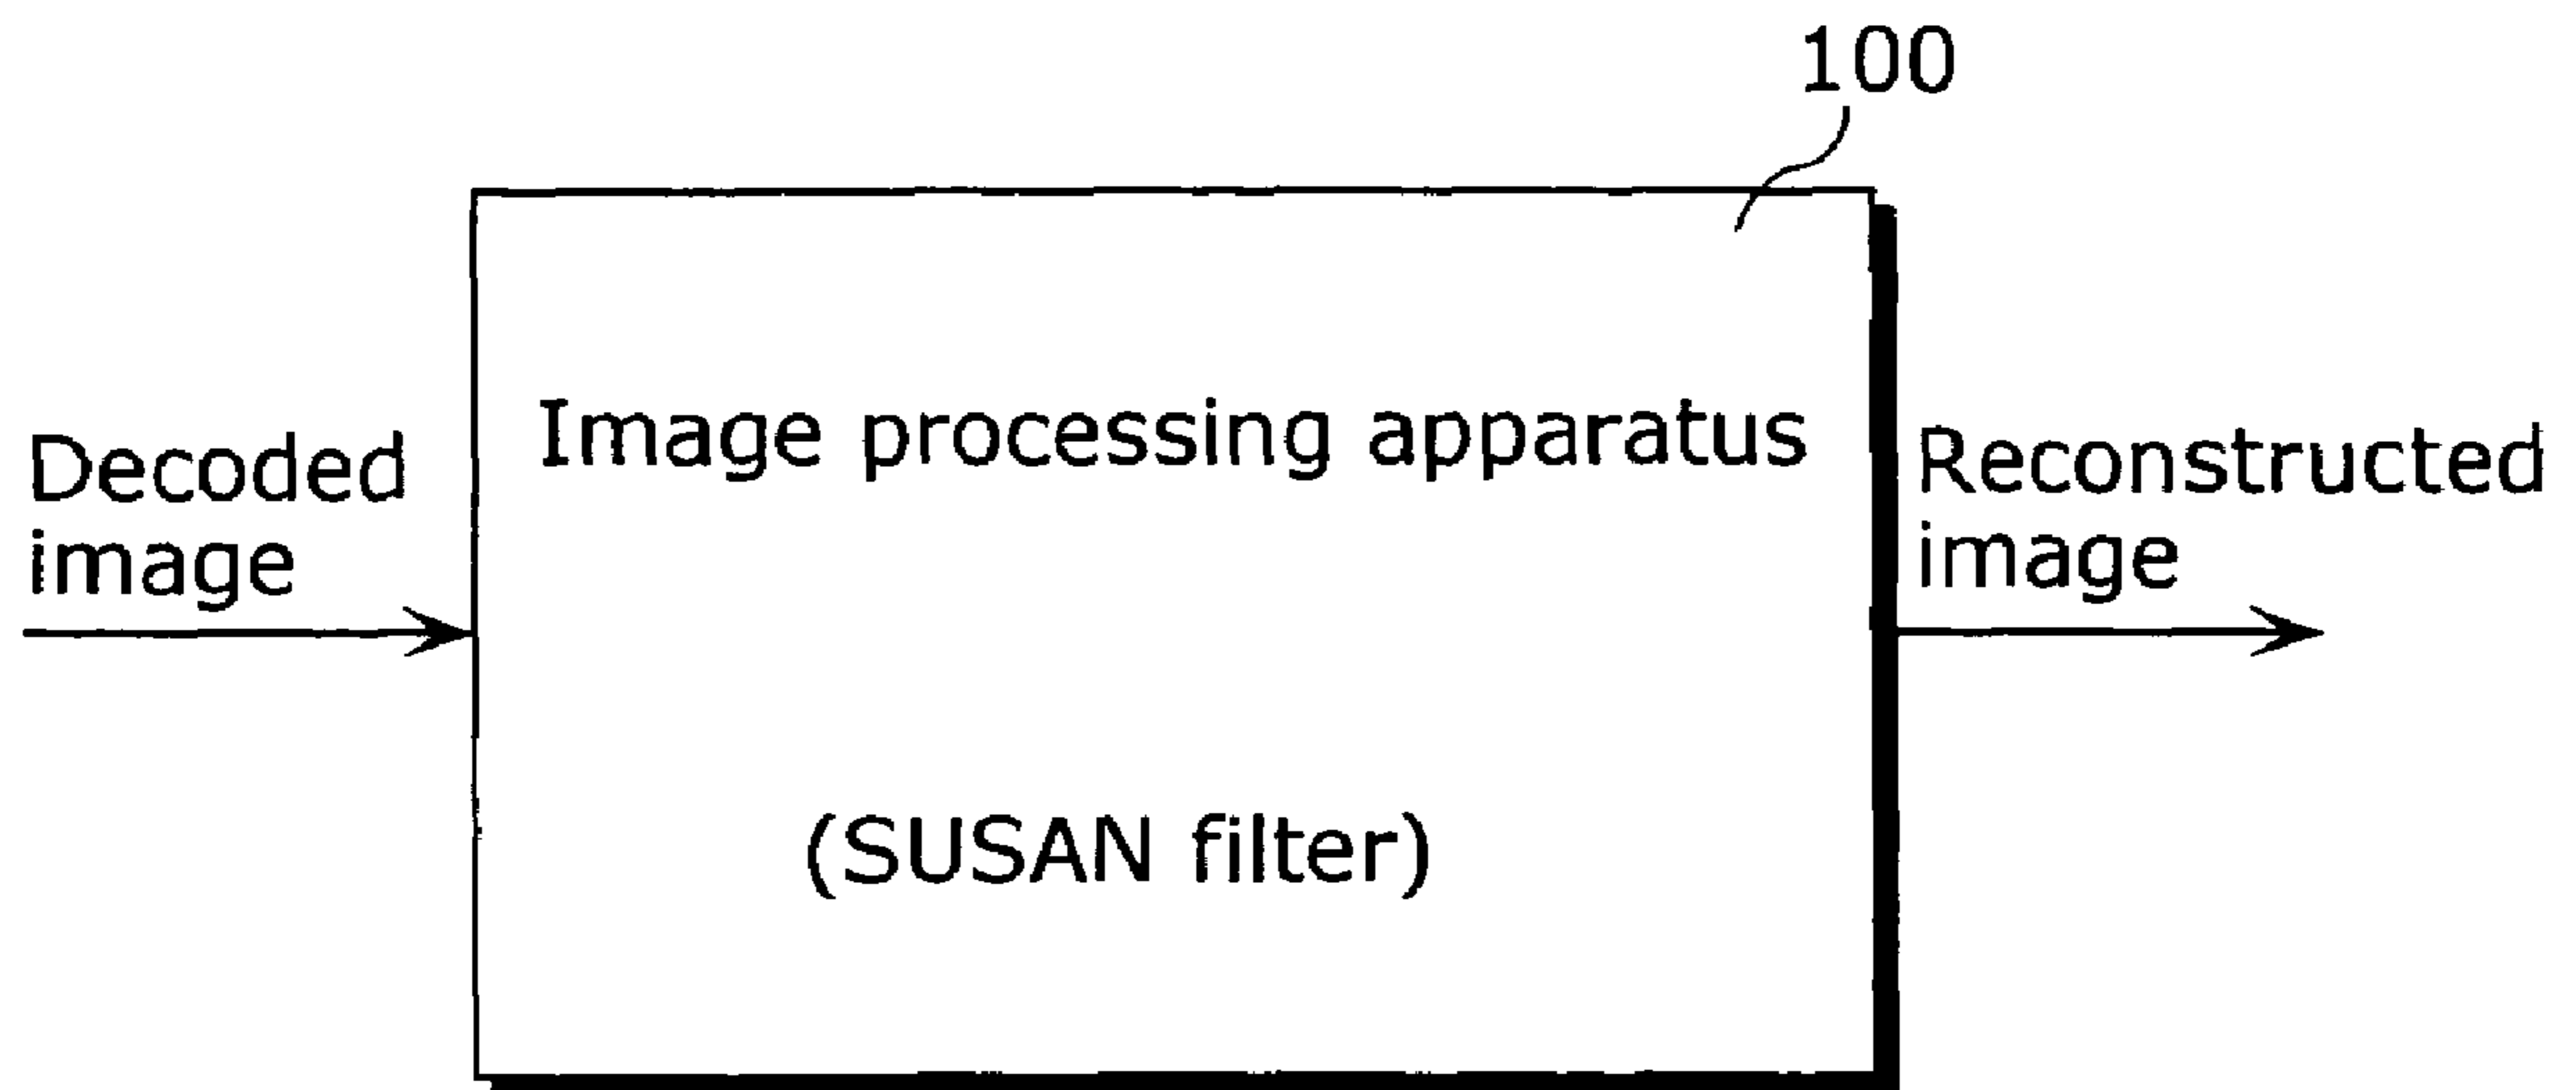 100
Image processing apparatus
Decoded
image
Reconstructed
image
(SUSAN filter)